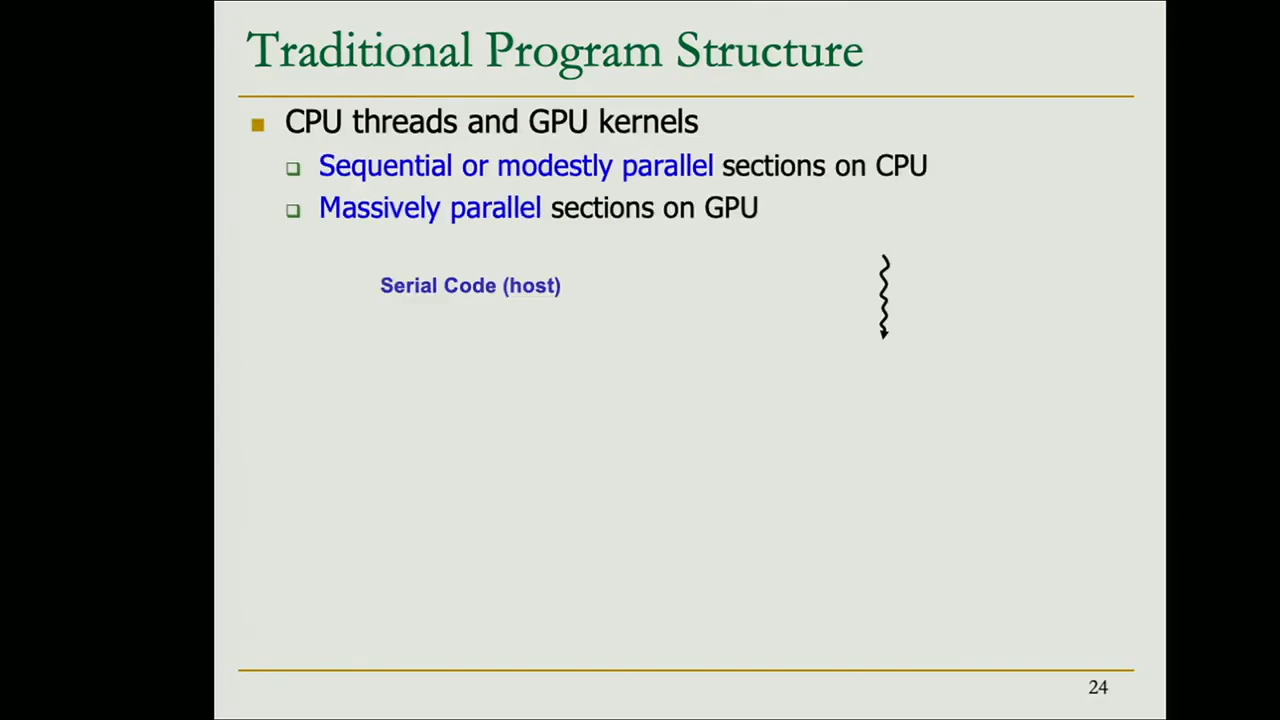 Traditional Program Structure
CPU threads and GPU kernels
Sequential or modestly parallel sections on CPU
Massively parallel sections on GPU
Serial Code (host)
24